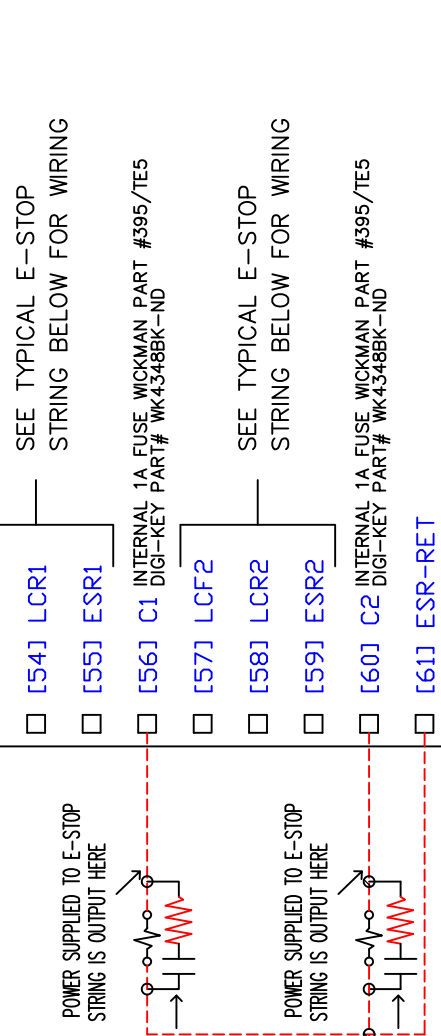 SEE TYPICAL E-STOP
STRING BELOW FOR WIRING
[54] LCR1
[55] ESR1
[56] C1
INTERNAL 1A FUSE WICKMAN PART #395/TE5
DIGI-KEY PART# WK4348BK-ND
[57] LCF2
[58] LCR2
[59] ESR2
SEE TYPICAL E-STOP
STRING BELOW FOR WIRING
[60] C2
INTERNAL 1A FUSE WICKMAN PART #395/TE5
DIGI-KEY PART# WK4348BK-ND
[61] ESR-RET
POWER SUPPLIED TO E-STOP
STRING IS OUTPUT HERE
POWER SUPPLIED TO E-STOP
STRING IS OUTPUT HERE